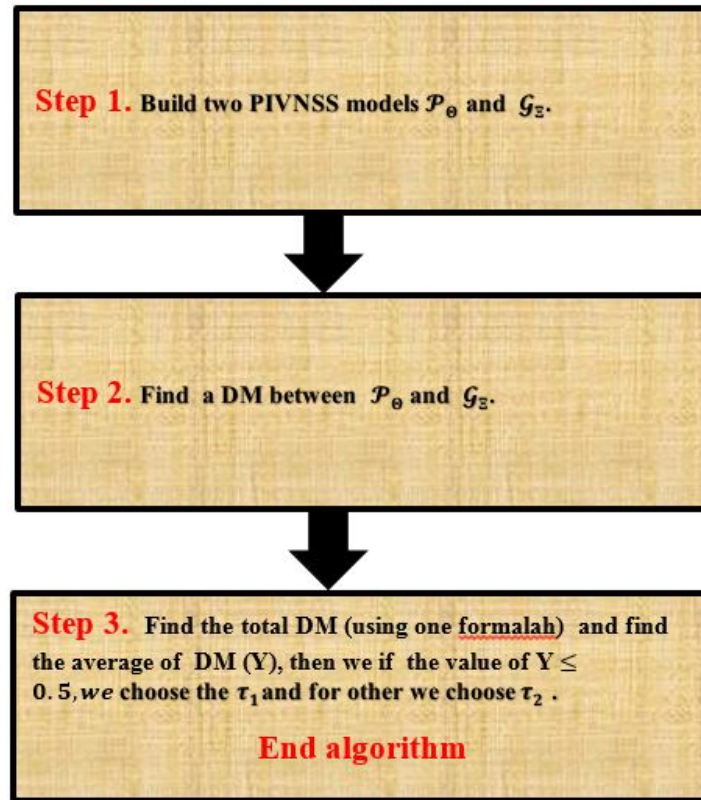 Step 1. Build two PIVNSS models 𝒫_Θ and 𝒢_Ξ.
Step 2. Find a DM between 𝒫_Θ and 𝒢_Ξ.
Step 3. Find the total DM (using one formalah) and find
the average of DM (Y), then we if the value of Y ≤
0.5, we choose the τ₁ and for other we choose τ₂ .
End algorithm